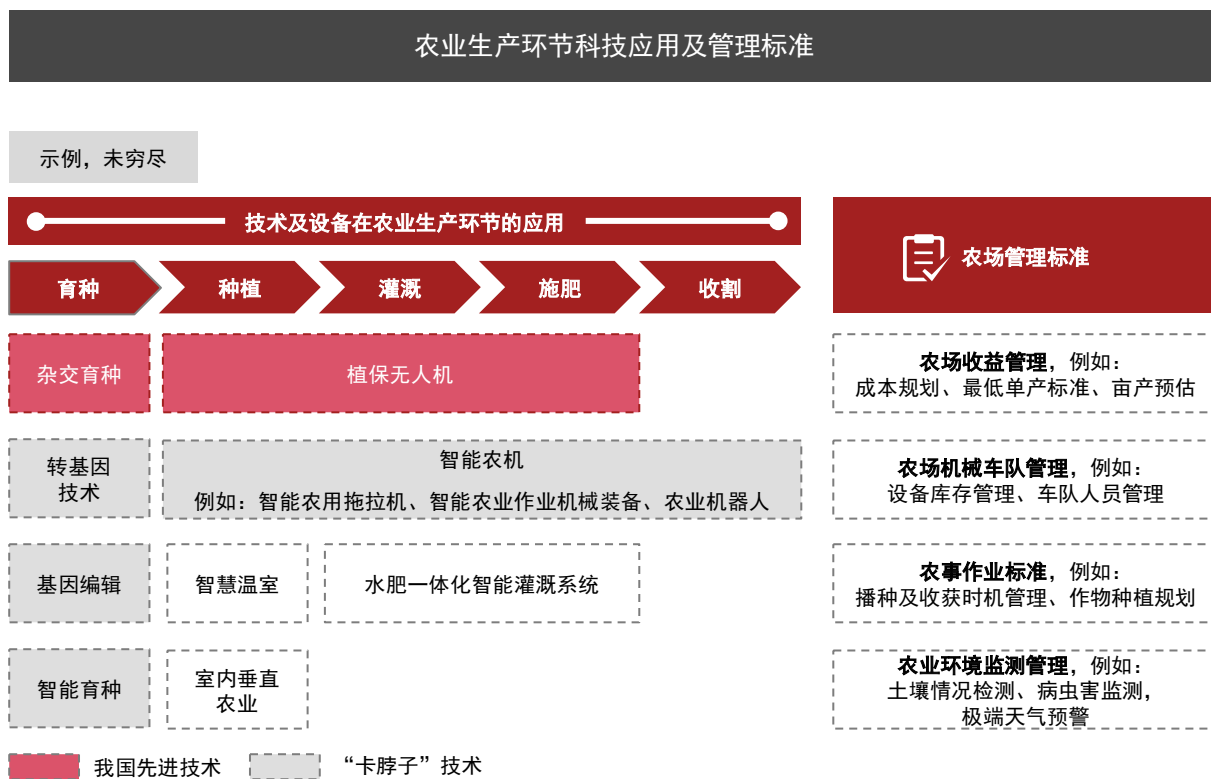 农业生产环节科技应用及管理标准
示例，未穷尽
技术及设备在农业生产环节的应用
农场管理标准
育种
种植
灌溉
施肥
收割
杂交育种
植保无人机
农场收益管理，例如：
成本规划、最低单产标准、亩产预估
转基因
技术
智能农机
例如：智能农用拖拉机、智能农业作业机械装备、农业机器人
农场机械车队管理，例如：
设备库存管理、车队人员管理
基因编辑
智慧温室
水肥一体化智能灌溉系统
农事作业标准，例如：
播种及收获时机管理、作物种植规划
智能育种
室内垂直
农业
农业环境监测管理，例如：
土壤情况检测、病虫害监测，
极端天气预警
我国先进技术
“卡脖子”技术